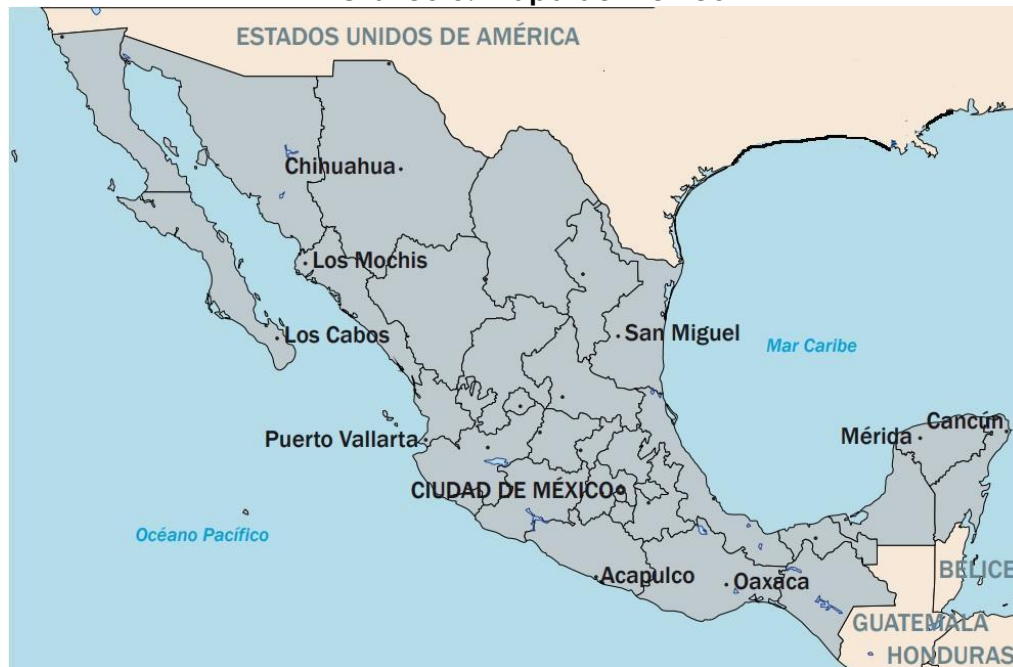 ESTADOS UNIDOS DE AMÉRICA
Chihuahua
Los Mochis
Los Cabos
San Miguel
Mar Caribe
Puerto Vallarta
Mérida
Cancún
CIUDAD DE MÉXICO
Océano Pacífico
Acapulco
Oaxaca
BELICE
GUATEMALA
HONDURAS